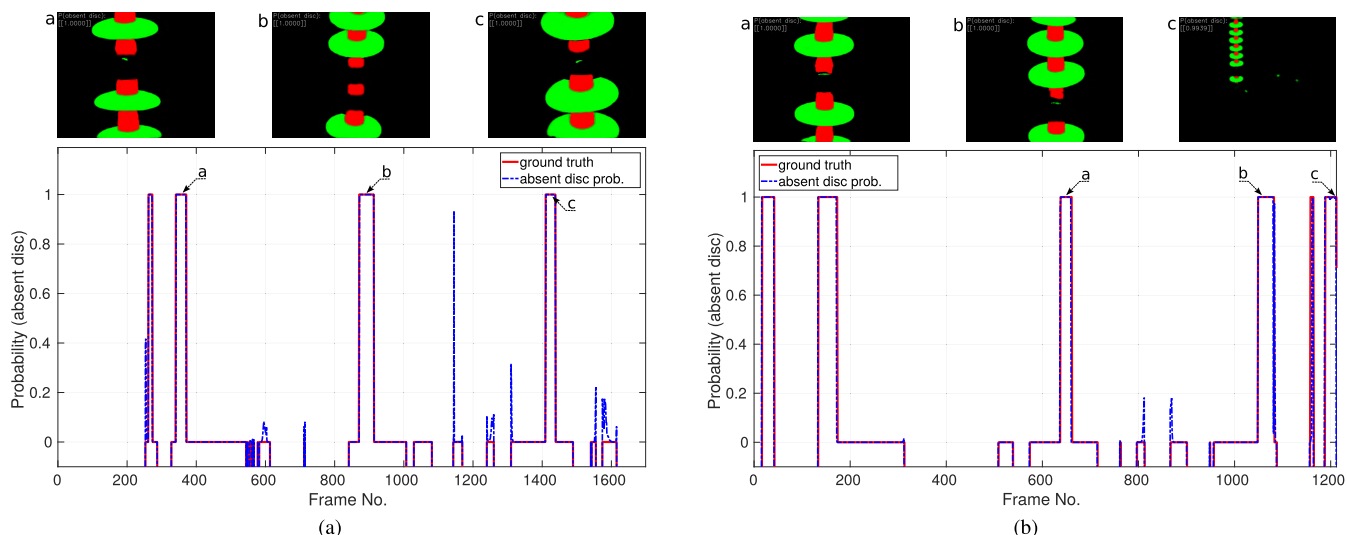 a
P(absent disc):
[[1.0000]]
b
P(absent disc):
[[1.0000]]
c
P(absent disc):
[[1.0000]]
ground truth
absent disc prob.
a
b
c
1
0.8
0.6
0.4
0.2
0
Probability (absent disc)
0 200 400 600 800 1000 1200 1400 1600
Frame No.
(a)
a
P(absent disc):
[[1.0000]]
b
P(absent disc):
[[1.0000]]
c
P(absent disc):
[[0.9939]]
ground truth
absent disc prob.
a
b
c
1
0.8
0.6
0.4
0.2
0
Probability (absent disc)
0 200 400 600 800 1000 1200
Frame No.
(b)